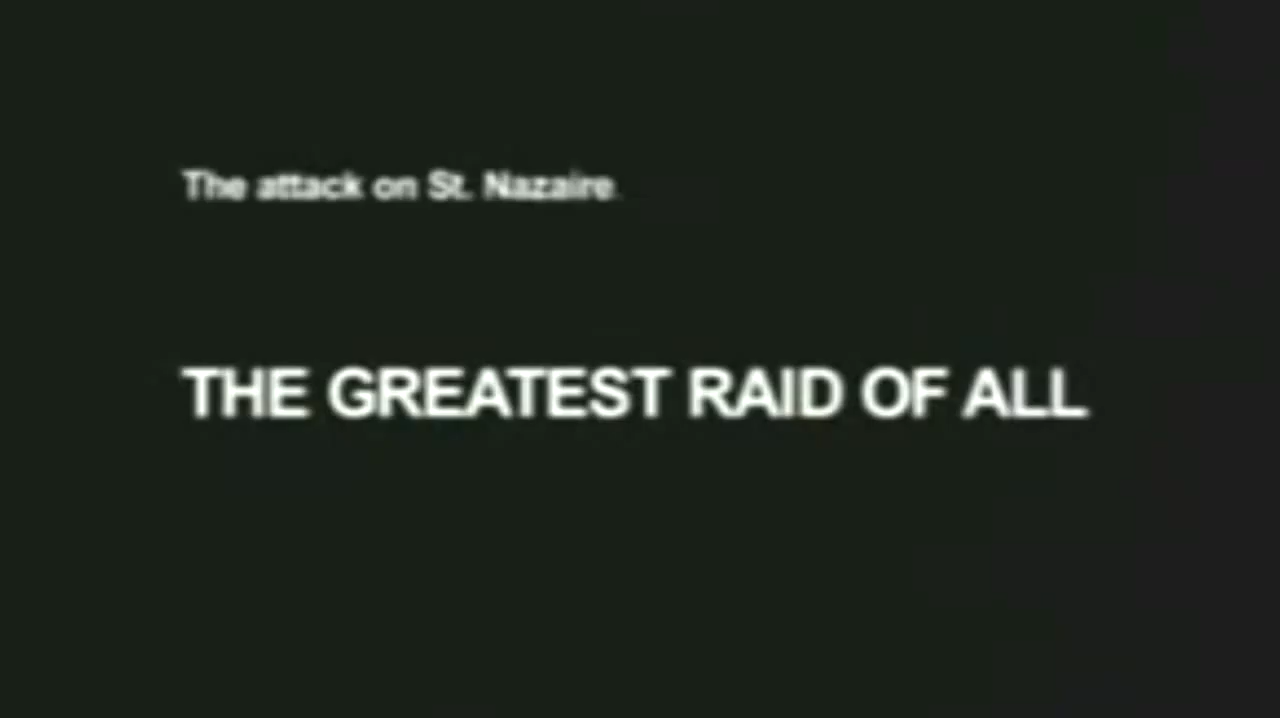 The attack on St. Nazaire.
THE GREATEST RAID OF ALL